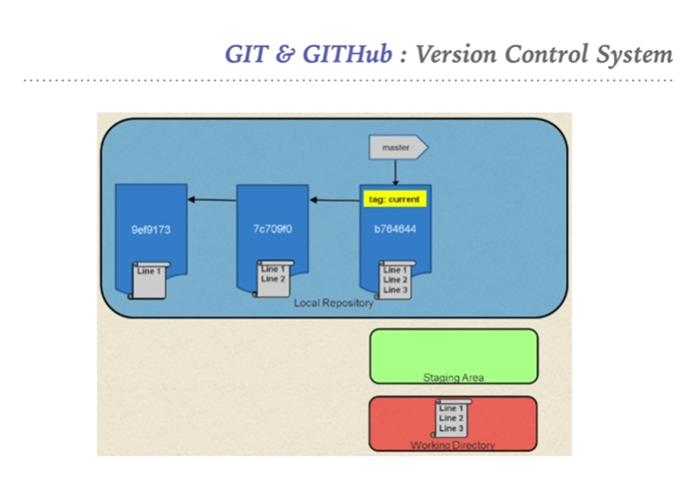 GIT & GITHub : Version Control System
master
tag: current
9ef9173
7c709f0
b764644
Line 1
Line 1
Line 2
Line 1
Line 2
Line 3
Local Repository
Staging Area
Line 1
Line 2
Line 3
Working Directory